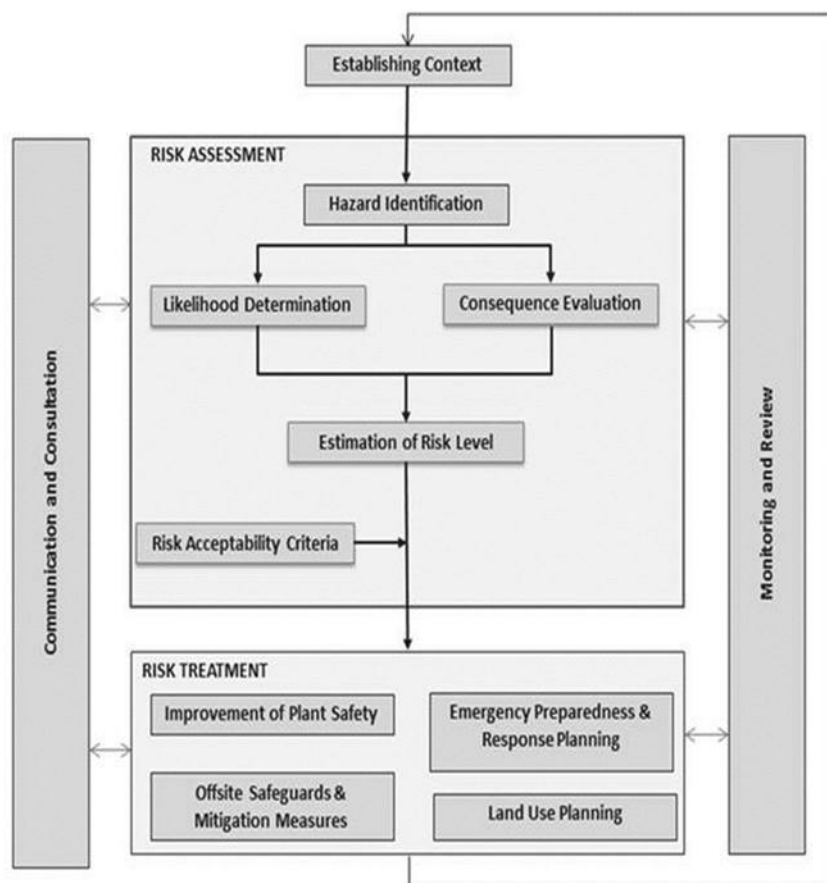 Establishing Context
RISK ASSESSMENT
Hazard Identification
Likelihood Determination
Consequence Evaluation
Estimation of Risk Level
Risk Acceptability Criteria
Communication and Consultation
Monitoring and Review
RISK TREATMENT
Improvement of Plant Safety
Emergency Preparedness &
Response Planning
Offsite Safeguards &
Mitigation Measures
Land Use Planning